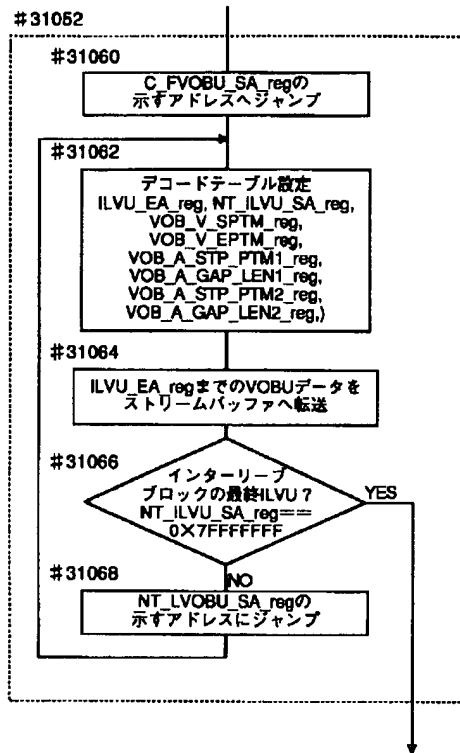 #31052
#31060
C_FVOBU_SA_regの
示すアドレスへジャンプ
#31062
デコードテーブル設定
ILVU_EA_reg, NT_ILVU_SA_reg,
VOB_V_SPTM_reg,
VOB_V_EPTM_reg,
VOB_A_STP_PTM1_reg,
VOB_A_GAP_LEN1_reg,
VOB_A_STP_PTM2_reg,
VOB_A_GAP_LEN2_reg,)
#31064
ILVU_EA_regまでのVOBUデータを
ストリームバッファへ転送
#31066
インターリーブ
ブロックの最終ILVU?
NT_ILVU_SA_reg==
0×7FFFFFFF
YES
NO
#31068
NT_LVOBU_SA_regの
示すアドレスにジャンプ